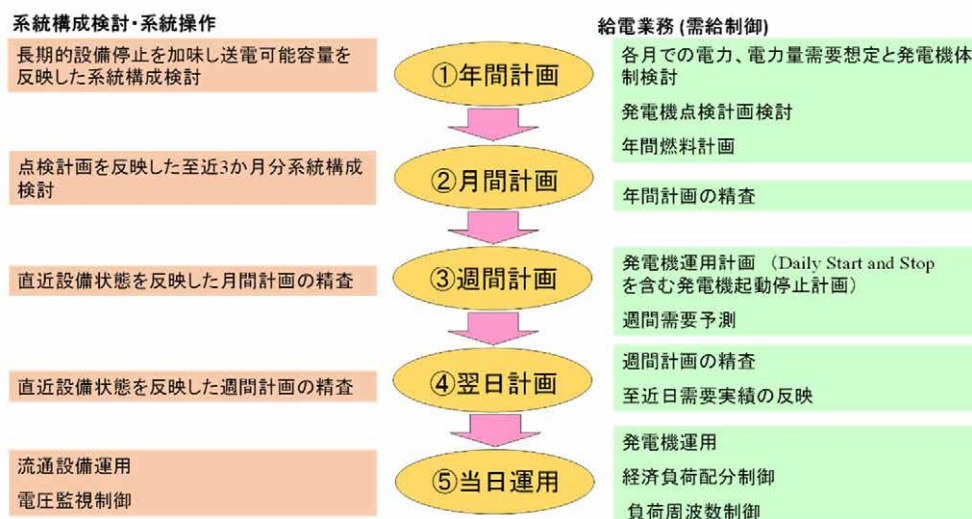 系統構成検討・系統操作
長期的設備停止を加味し送電可能容量を
反映した系統構成検討
点検計画を反映した至近3か月分系統構成
検討
直近設備状態を反映した月間計画の精査
直近設備状態を反映した週間計画の精査
流通設備運用
電圧監視制御
①年間計画
②月間計画
③週間計画
④翌日計画
⑤当日運用
給電業務 (需給制御)
各月での電力、電力量需要想定と発電機体
制検討
発電機点検計画検討
年間燃料計画
年間計画の精査
発電機運用計画 （Daily Start and Stop
を含む発電機起動停止計画）
週間需要予測
週間計画の精査
至近日需要実績の反映
発電機運用
経済負荷配分制御
負荷周波数制御